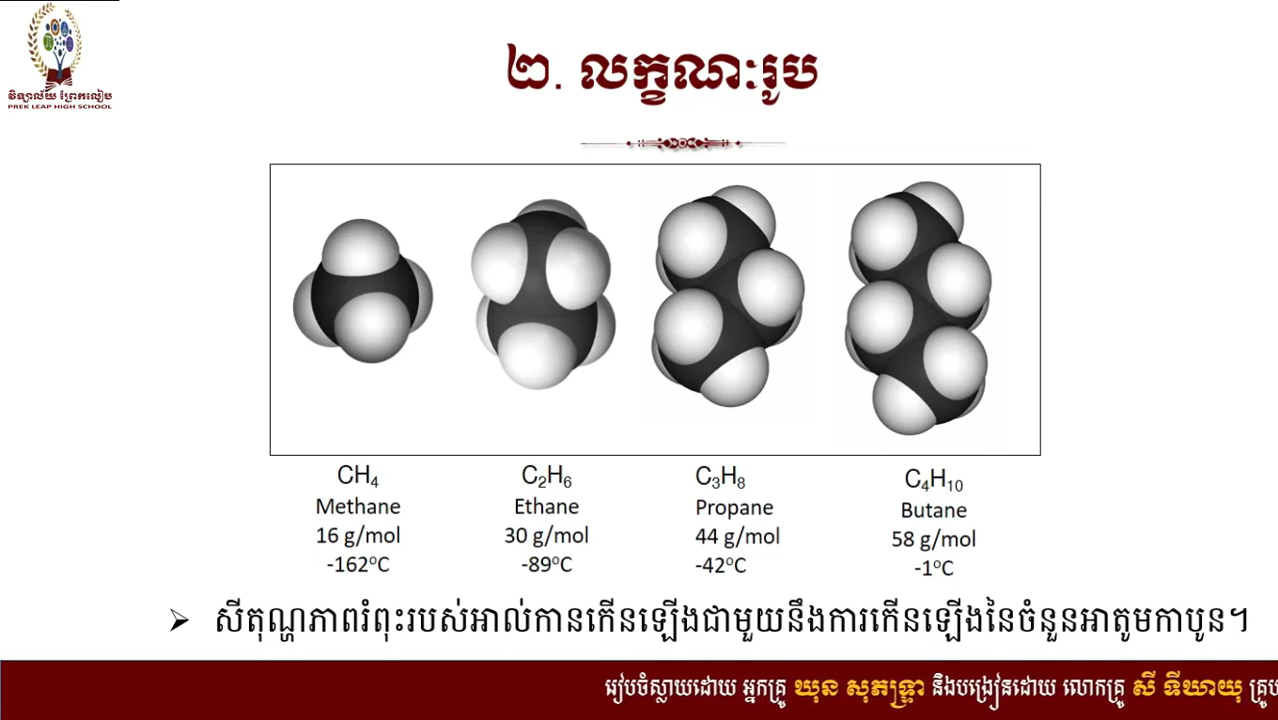 វិទ្យាល័យ ព្រែកលៀប
PREK LEAP HIGH SCHOOL
២. លក្ខណៈរូប
CH₄ C₂H₆ C₃H₈ C₄H₁₀
Methane Ethane Propane Butane
16 g/mol 30 g/mol 44 g/mol 58 g/mol
-162°C -89°C -42°C -1°C
➢ សីតុណ្ហភាពរំពុះរបស់អាល់កានកើនឡើងជាមួយនឹងការកើនឡើងនៃចំនួនអាតូមកាបូន។
រៀបចំស្លាយដោយ អ្នកគ្រូ ឃុន សុភទ្ទ្រា និងបង្រៀនដោយ លោកគ្រូ សី ទីឃាយុ